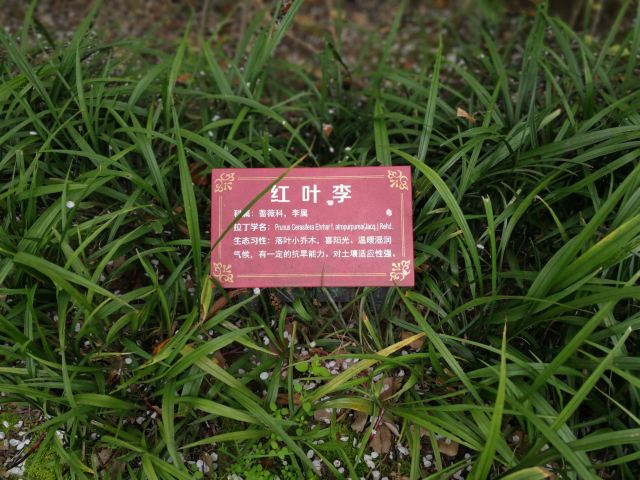 红叶李
科属：蔷薇科，李属
拉丁学名：Prunus Cerasifera Ehrhar f. atropurpurea(Jacq.) Rehd.
生态习性：落叶小乔木，喜阳光，温暖湿润
气候，有一定的抗旱能力，对土壤适应性强。